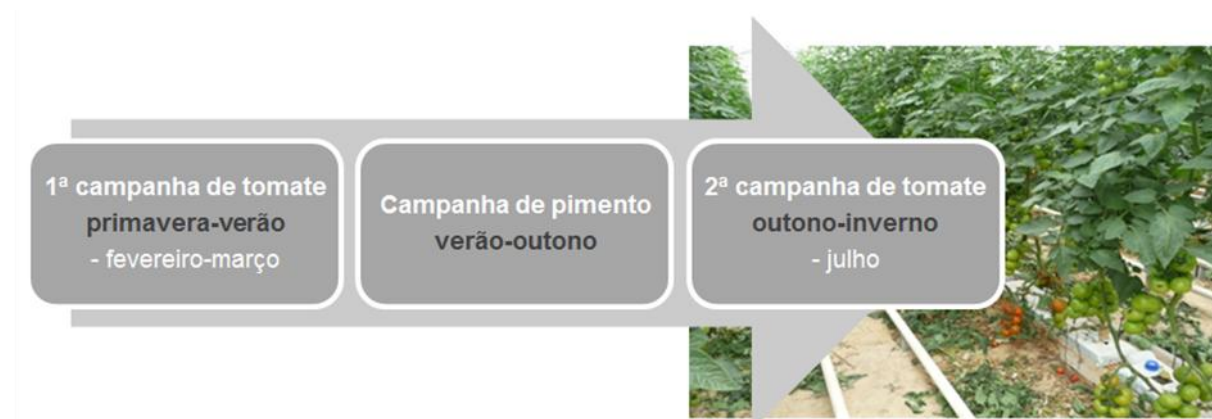 1ª campanha de tomate
primavera-verão
- fevereiro-março
Campanha de pimento
verão-outono
2ª campanha de tomate
outono-inverno
- julho